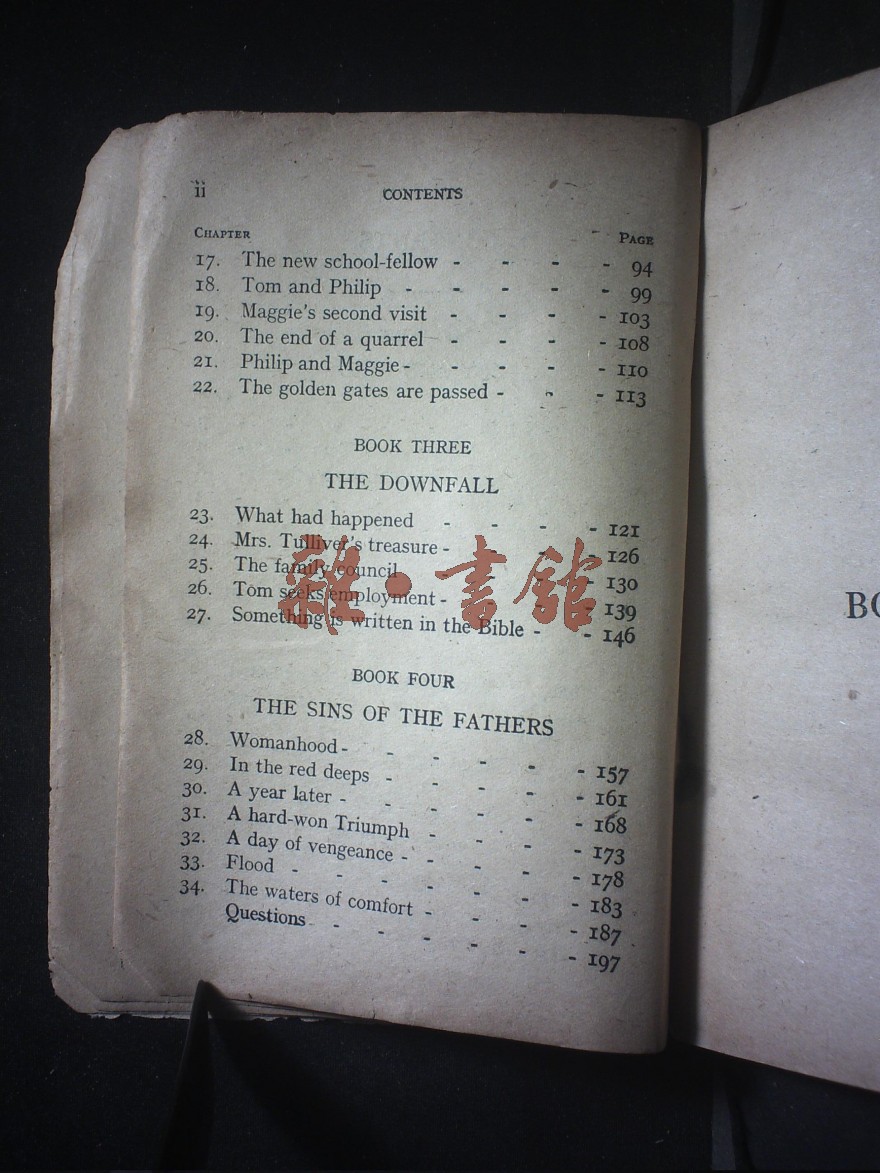 ii CONTENTS
CHAPTER PAGE
17. The new school-fellow - - - - 94
18. Tom and Philip - - - - - 99
19. Maggie's second visit - - - - 103
20. The end of a quarrel - - - - 108
21. Philip and Maggie - - - - - 110
22. The golden gates are passed - - - 113
BOOK THREE
THE DOWNFALL
23. What had happened - - - - 121
24. Mrs. Tulliver's treasure - - - - 126
25. The family council - - - - 130
26. Tom seeks employment - - - - 139
27. Something is written in the Bible - - 146
雜·書館
BOOK FOUR
THE SINS OF THE FATHERS
28. Womanhood - - - - - - 157
29. In the red deeps - - - - - 161
30. A year later - - - - - - 168
31. A hard-won Triumph - - - - 173
32. A day of vengeance - - - - - 178
33. Flood - - - - - - - 183
34. The waters of comfort - - - - 187
Questions - - - - - - 197